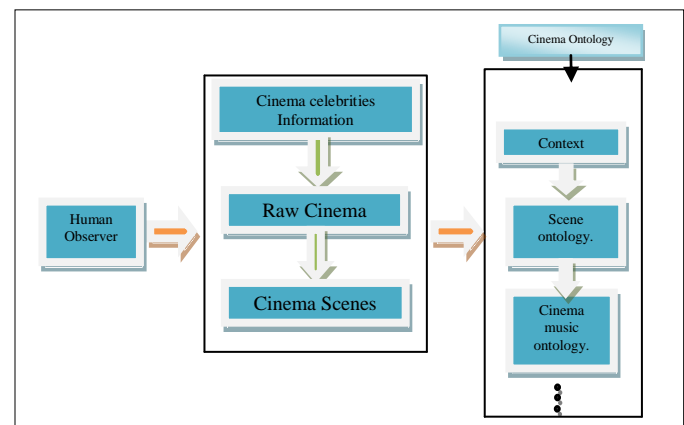 Cinema Ontology
Cinema celebrities
Information
Context
Human
Observer
Raw Cinema
Scene
ontology.
Cinema Scenes
Cinema
music
ontology.